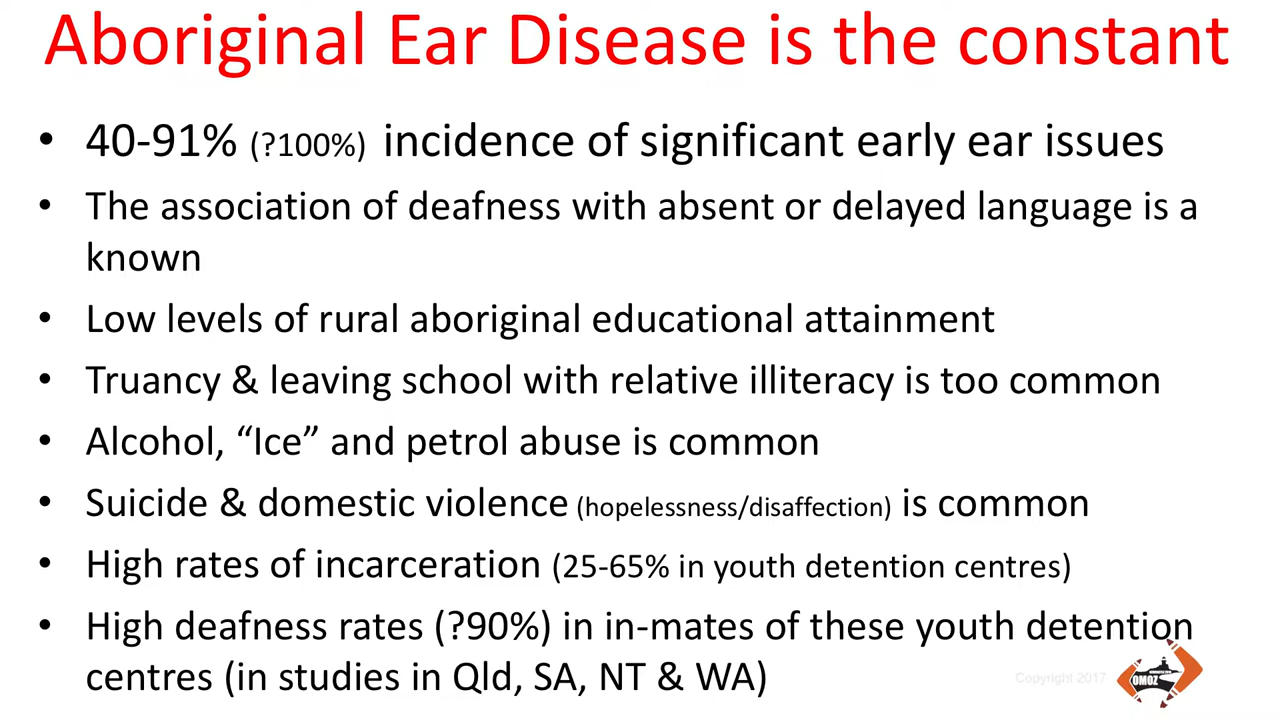 Aboriginal Ear Disease is the constant
• 40-91% (?100%) incidence of significant early ear issues
• The association of deafness with absent or delayed language is a
known
• Low levels of rural aboriginal educational attainment
• Truancy & leaving school with relative illiteracy is too common
• Alcohol, “Ice” and petrol abuse is common
• Suicide & domestic violence (hopelessness/disaffection) is common
• High rates of incarceration (25-65% in youth detention centres)
• High deafness rates (?90%) in in-mates of these youth detention
centres (in studies in Qld, SA, NT & WA)
Copyright 2017
OMOZ